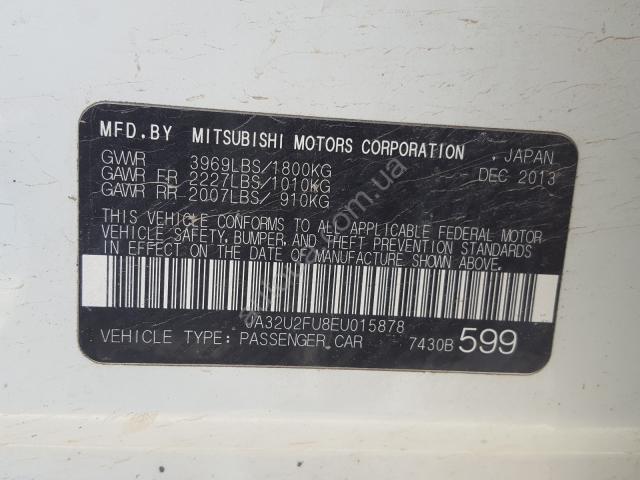 MFD.BY MITSUBISHI MOTORS CORPORATION , JAPAN
GVWR 3969LBS/1800KG DEC 2013
GAWR FR 2227LBS/1010KG
GAWR RR 2007LBS/ 910KG
THIS VEHICLE CONFORMS TO ALL APPLICABLE FEDERAL MOTOR
VEHICLE SAFETY, BUMPER, AND THEFT PREVENTION STANDARDS
IN EFFECT ON THE DATE OF MANUFACTURE SHOWN ABOVE.
JA32U2FU8EU015878
VEHICLE TYPE: PASSENGER CAR 7430B 599